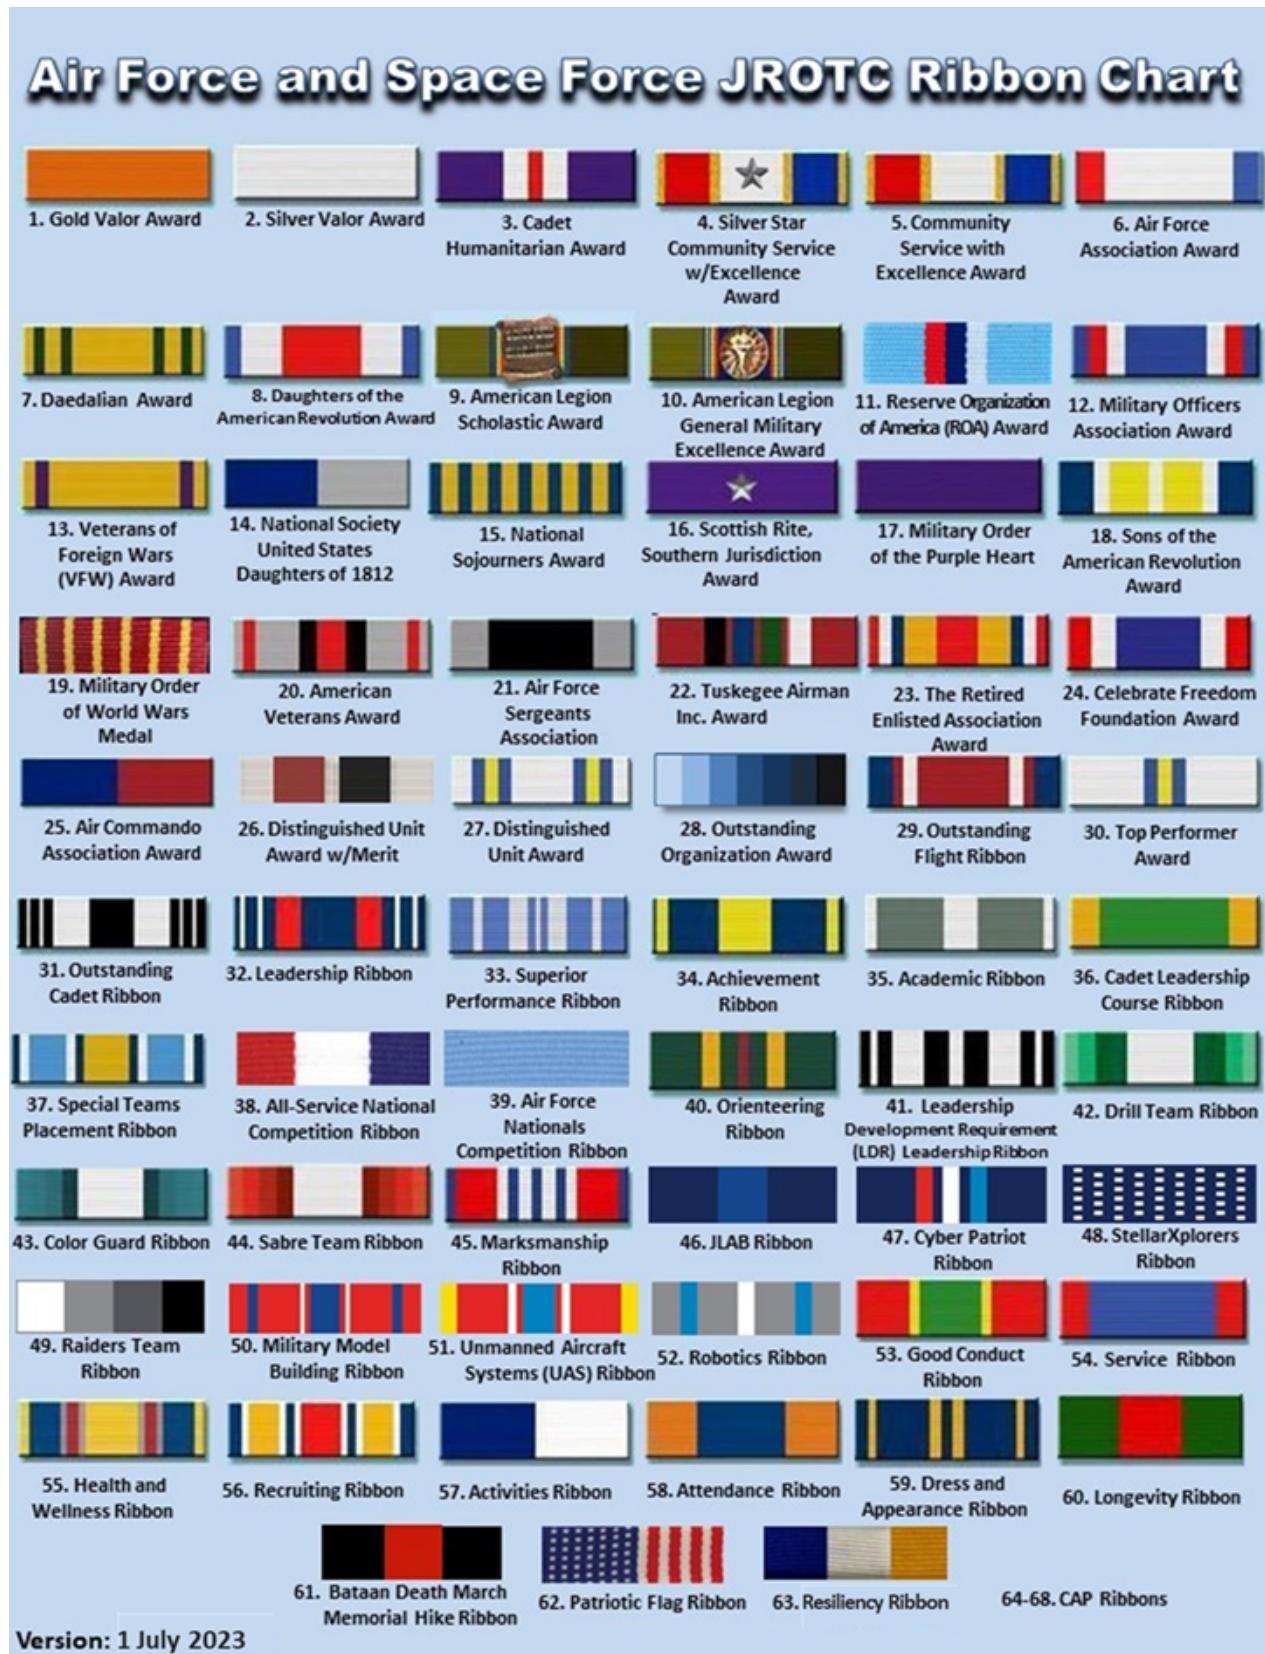 Air Force and Space Force JROTC Ribbon Chart
1. Gold Valor Award
2. Silver Valor Award
3. Cadet
Humanitarian Award
4. Silver Star
Community Service
w/Excellence
Award
5. Community
Service with
Excellence Award
6. Air Force
Association Award
7. Daedalian Award
8. Daughters of the
American Revolution Award
9. American Legion
Scholastic Award
10. American Legion
General Military
Excellence Award
11. Reserve Organization
of America (ROA) Award
12. Military Officers
Association Award
13. Veterans of
Foreign Wars
(VFW) Award
14. National Society
United States
Daughters of 1812
15. National
Sojourners Award
16. Scottish Rite,
Southern Jurisdiction
Award
17. Military Order
of the Purple Heart
18. Sons of the
American Revolution
Award
19. Military Order
of World Wars
Medal
20. American
Veterans Award
21. Air Force
Sergeants
Association
22. Tuskegee Airman
Inc. Award
23. The Retired
Enlisted Association
Award
24. Celebrate Freedom
Foundation Award
25. Air Commando
Association Award
26. Distinguished Unit
Award w/Merit
27. Distinguished
Unit Award
28. Outstanding
Organization Award
29. Outstanding
Flight Ribbon
30. Top Performer
Award
31. Outstanding
Cadet Ribbon
32. Leadership Ribbon
33. Superior
Performance Ribbon
34. Achievement
Ribbon
35. Academic Ribbon
36. Cadet Leadership
Course Ribbon
37. Special Teams
Placement Ribbon
38. All-Service National
Competition Ribbon
39. Air Force
Nationals
Competition Ribbon
40. Orienteering
Ribbon
41. Leadership
Development Requirement
(LDR) Leadership Ribbon
42. Drill Team Ribbon
43. Color Guard Ribbon
44. Sabre Team Ribbon
45. Marksmanship
Ribbon
46. JLAB Ribbon
47. Cyber Patriot
Ribbon
48. StellarXplorers
Ribbon
49. Raiders Team
Ribbon
50. Military Model
Building Ribbon
51. Unmanned Aircraft
Systems (UAS) Ribbon
52. Robotics Ribbon
53. Good Conduct
Ribbon
54. Service Ribbon
55. Health and
Wellness Ribbon
56. Recruiting Ribbon
57. Activities Ribbon
58. Attendance Ribbon
59. Dress and
Appearance Ribbon
60. Longevity Ribbon
61. Bataan Death March
Memorial Hike Ribbon
62. Patriotic Flag Ribbon
63. Resiliency Ribbon
64-68. CAP Ribbons
Version: 1 July 2023